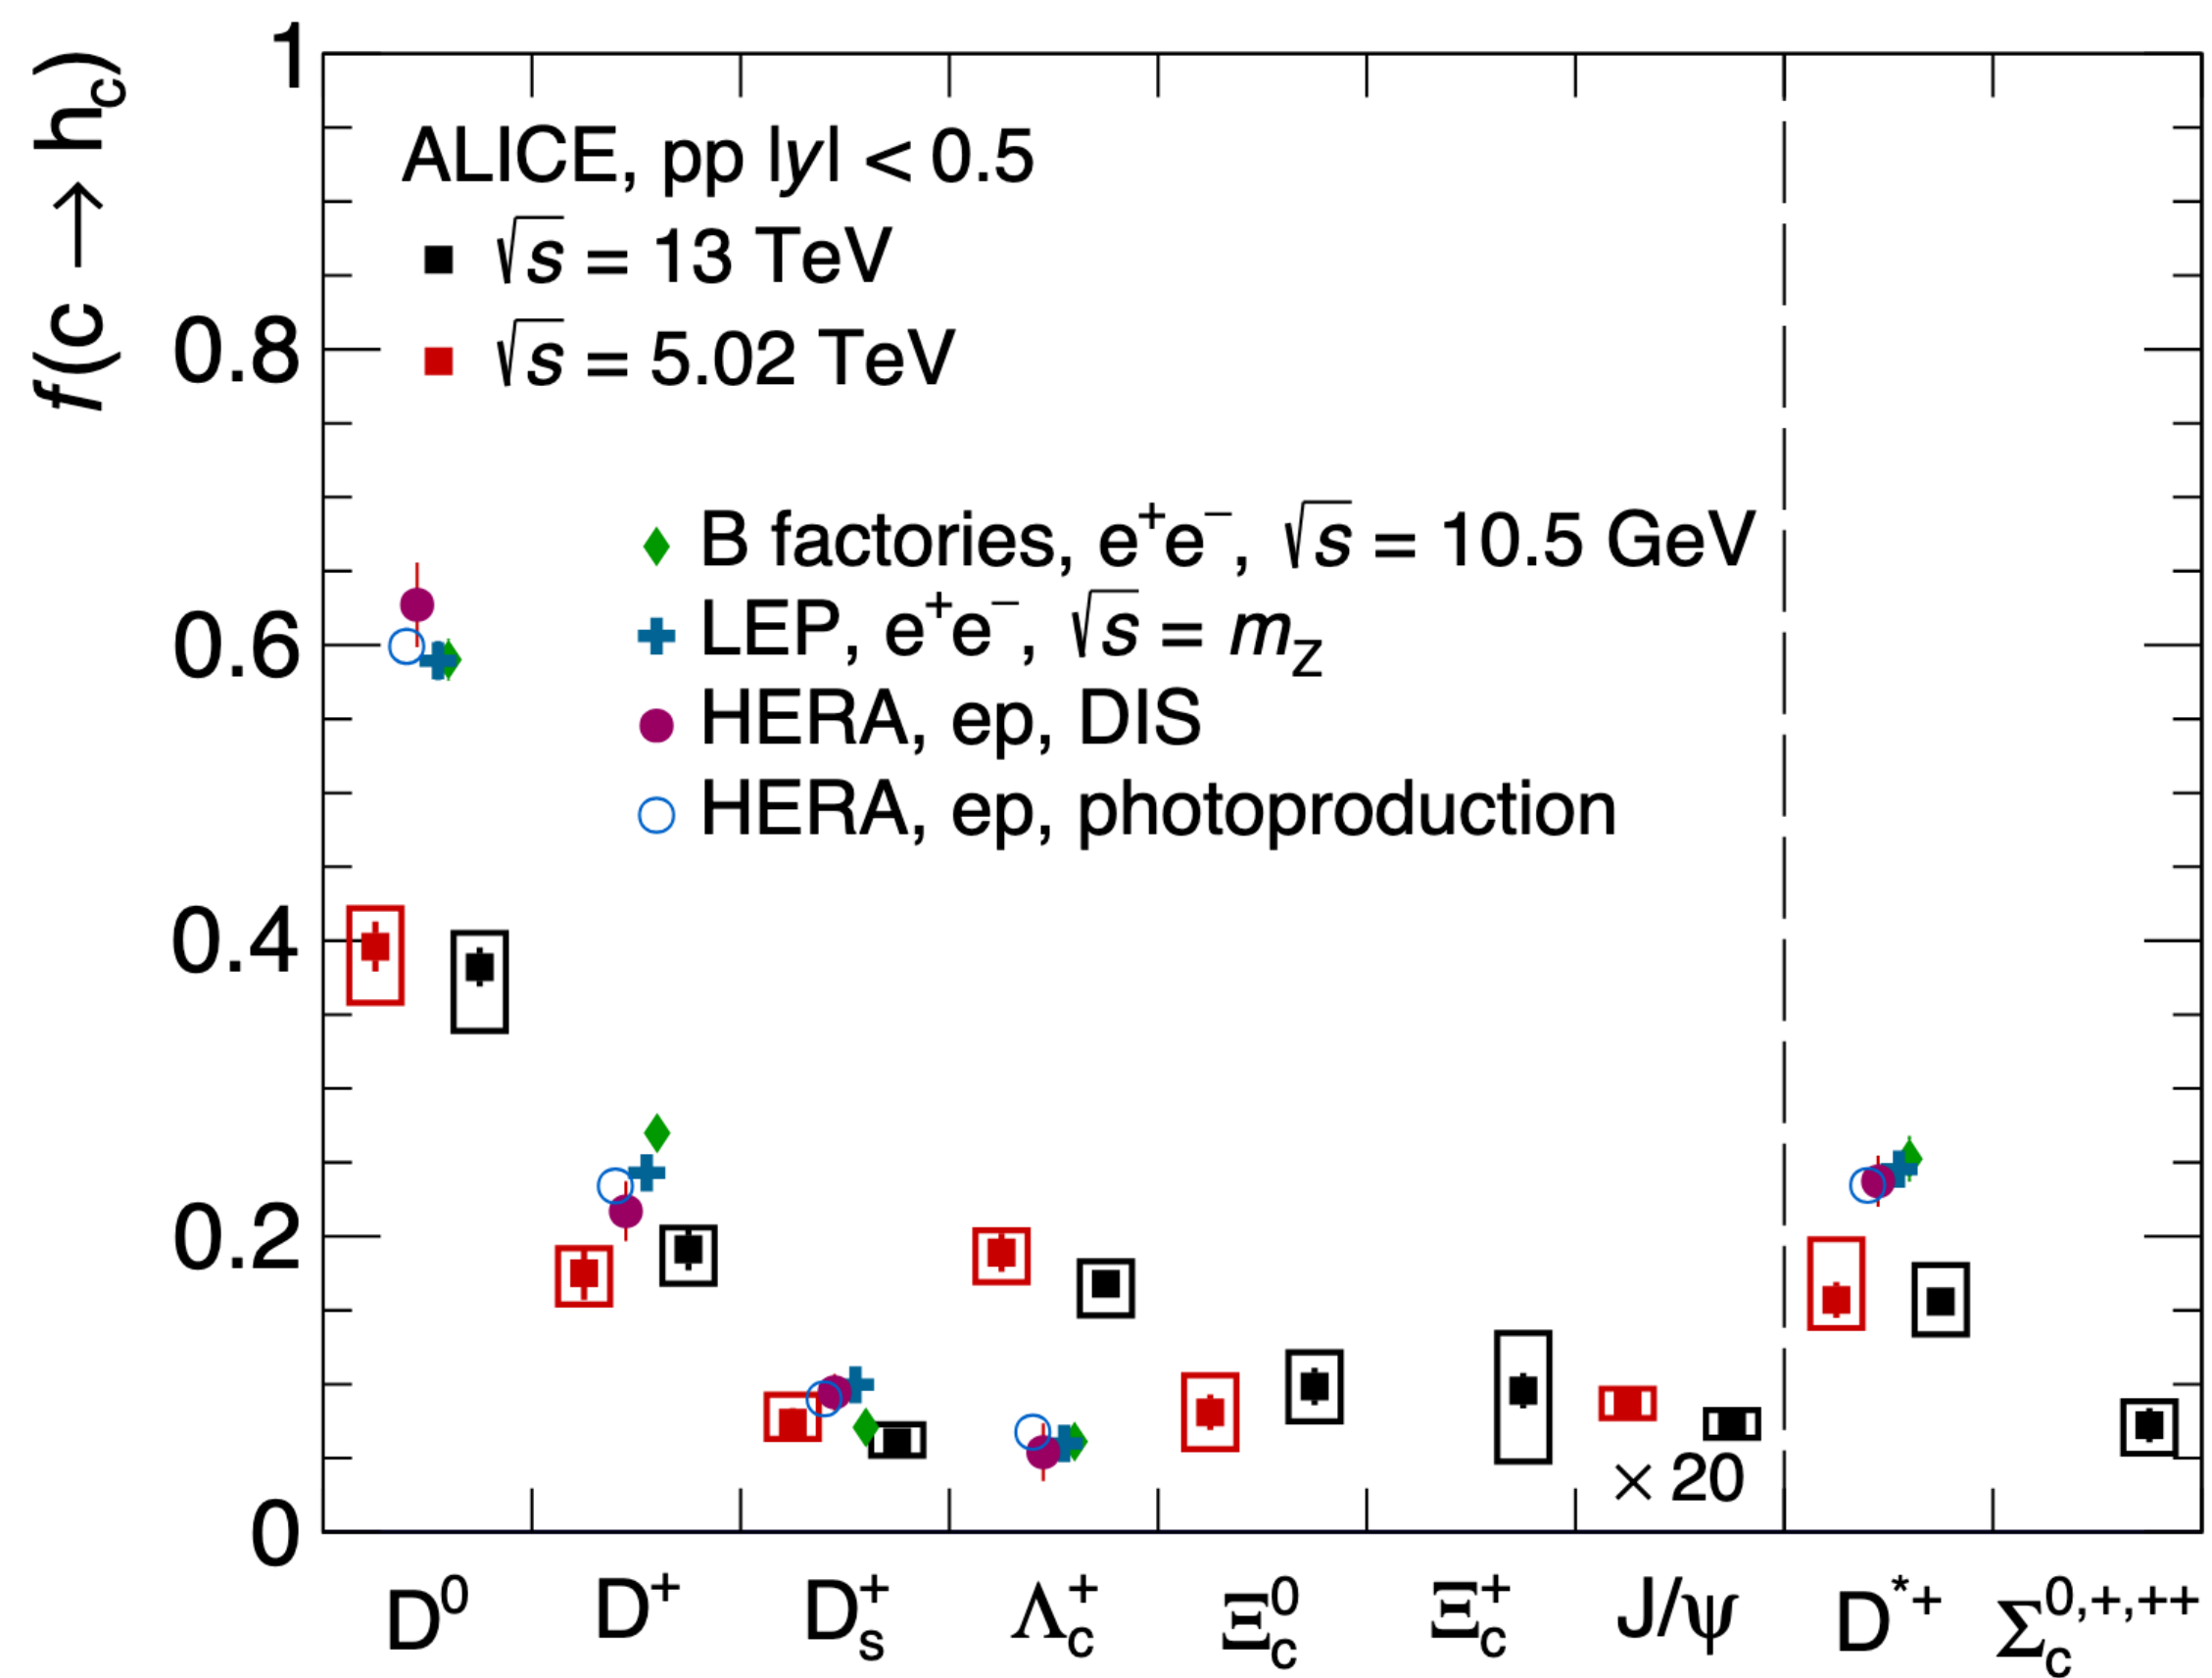 f(c → h_c)
1
0.8
0.6
0.4
0.2
0
ALICE, pp |y| < 0.5
√s = 13 TeV
√s = 5.02 TeV
B factories, e⁺e⁻, √s = 10.5 GeV
LEP, e⁺e⁻, √s = m_Z
HERA, ep, DIS
HERA, ep, photoproduction
× 20
D⁰ D⁺ D_s⁺ Λ_c⁺ Ξ_c⁰ Ξ_c⁺ J/ψ D*⁺ Σ_c⁰,⁺,⁺⁺